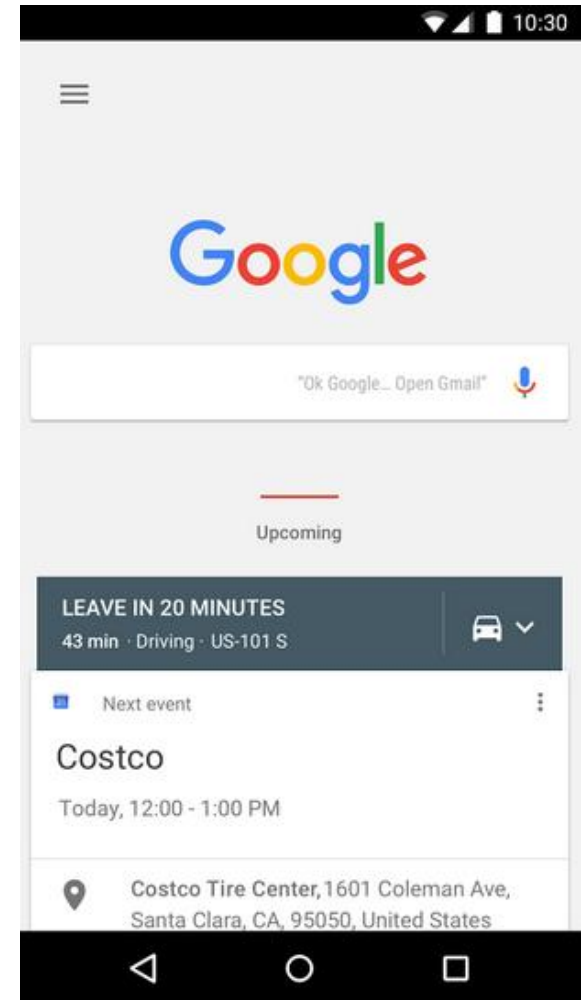 10:30
Google
"Ok Google... Open Gmail"
Upcoming
LEAVE IN 20 MINUTES
43 min · Driving · US-101 S
Next event
Costco
Today, 12:00 - 1:00 PM
Costco Tire Center, 1601 Coleman Ave,
Santa Clara, CA, 95050, United States